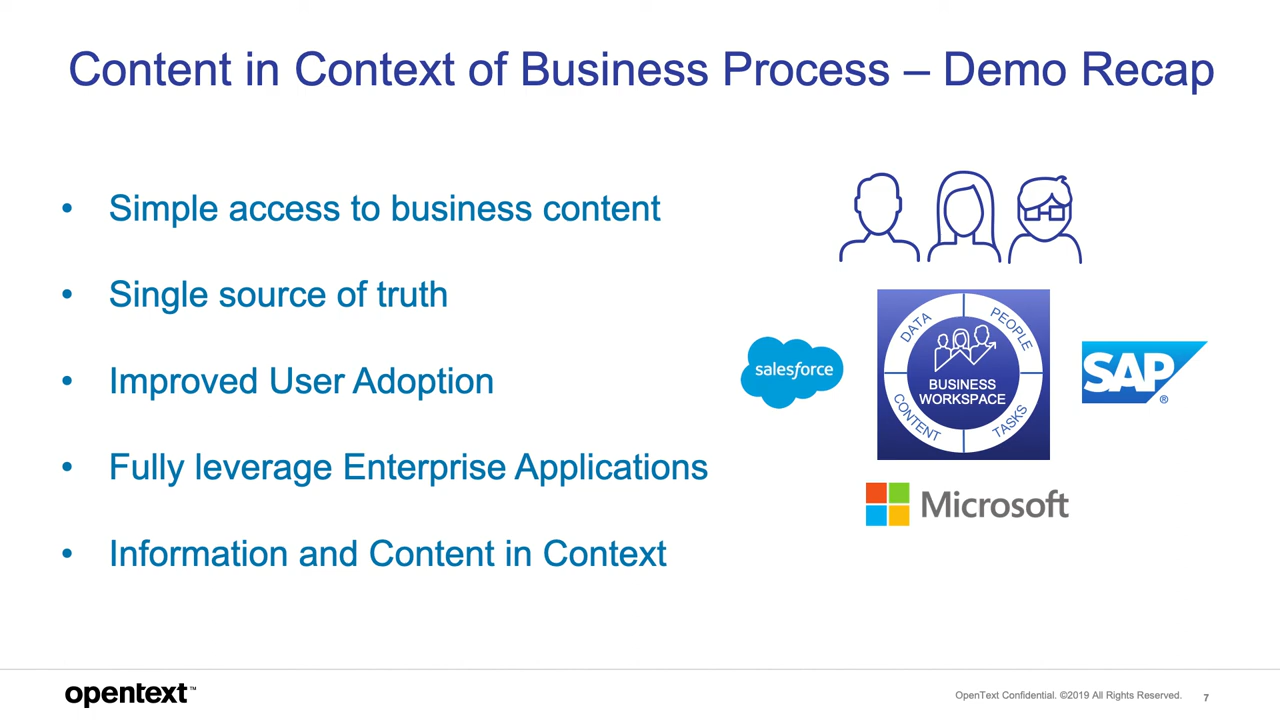 Content in Context of Business Process – Demo Recap
• Simple access to business content
• Single source of truth
• Improved User Adoption
• Fully leverage Enterprise Applications
• Information and Content in Context
DATA
PEOPLE
BUSINESS
WORKSPACE
CONTENT
TASKS
salesforce
SAP®
Microsoft
opentext™
OpenText Confidential. ©2019 All Rights Reserved.
7